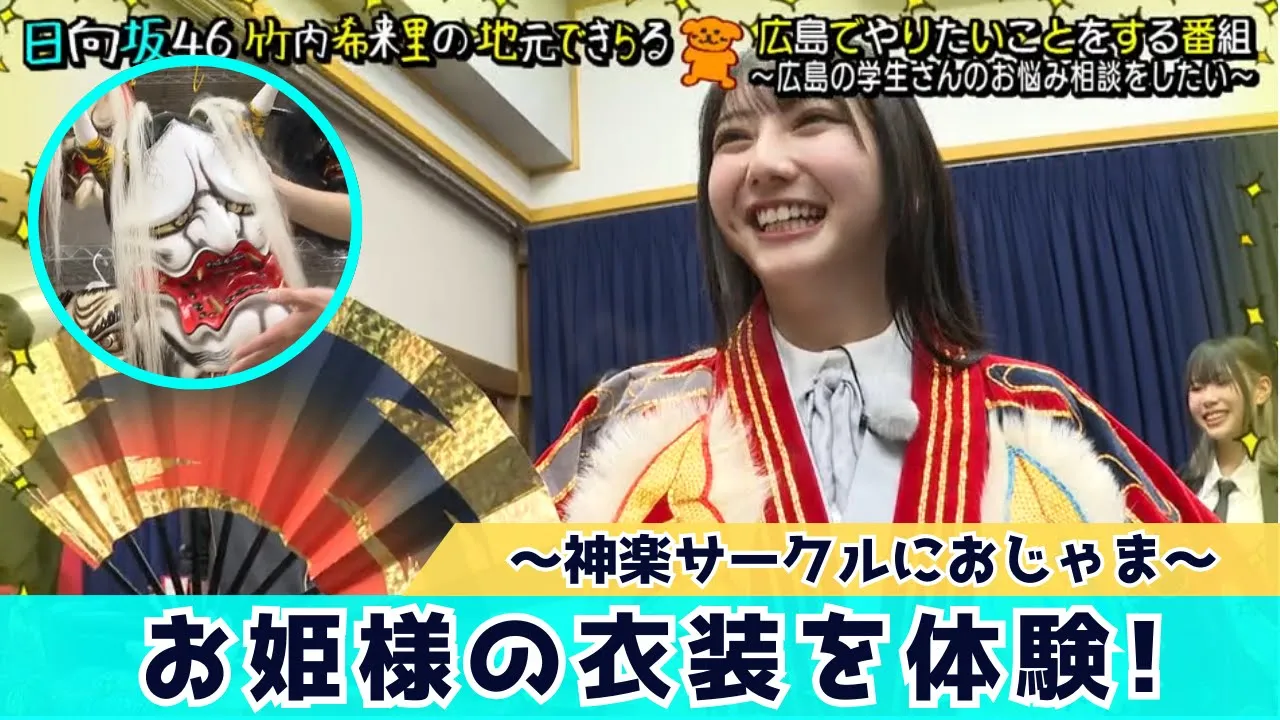 日向坂46 竹内希来里の地元できらる
広島でやりたいことをする番組
~広島の学生さんのお悩み相談をしたい~
~神楽サークルにおじゃま~
お姫様の衣装を体験!